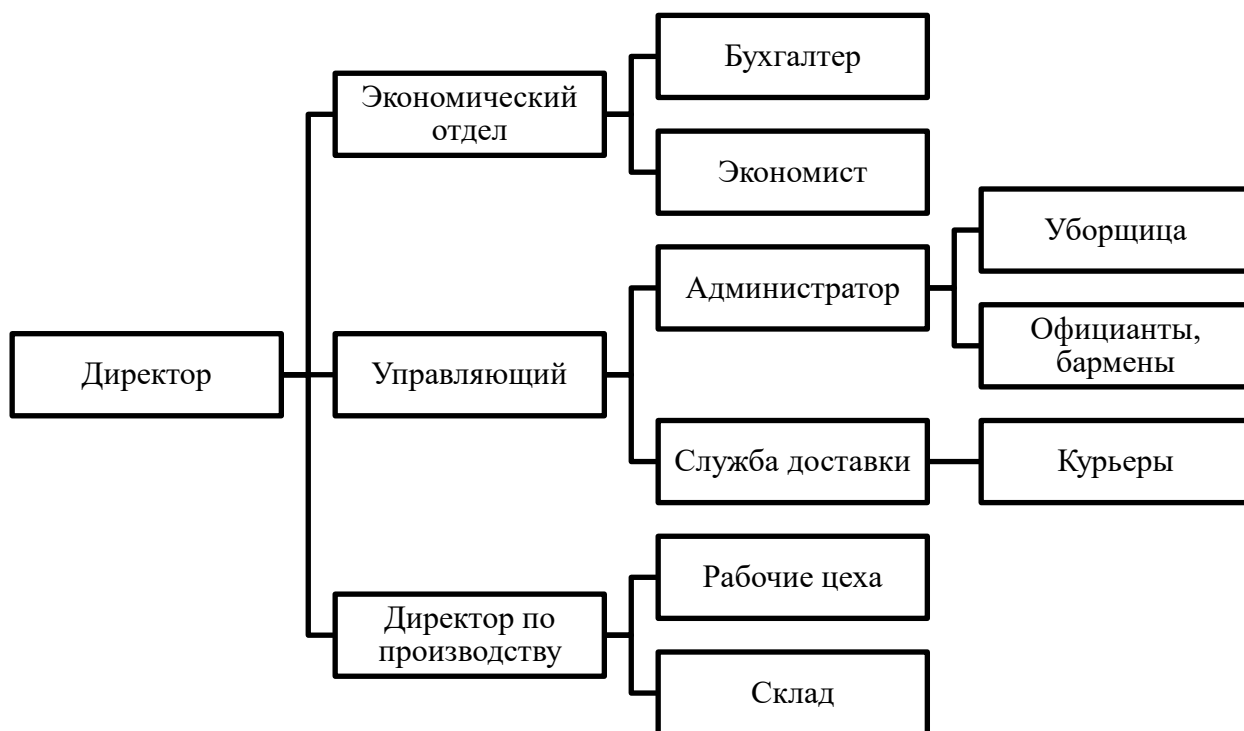 Бухгалтер
Экономический
отдел
Экономист
Уборщица
Администратор
Официанты,
бармены
Директор
Управляющий
Служба доставки
Курьеры
Рабочие цеха
Директор по
производству
Склад